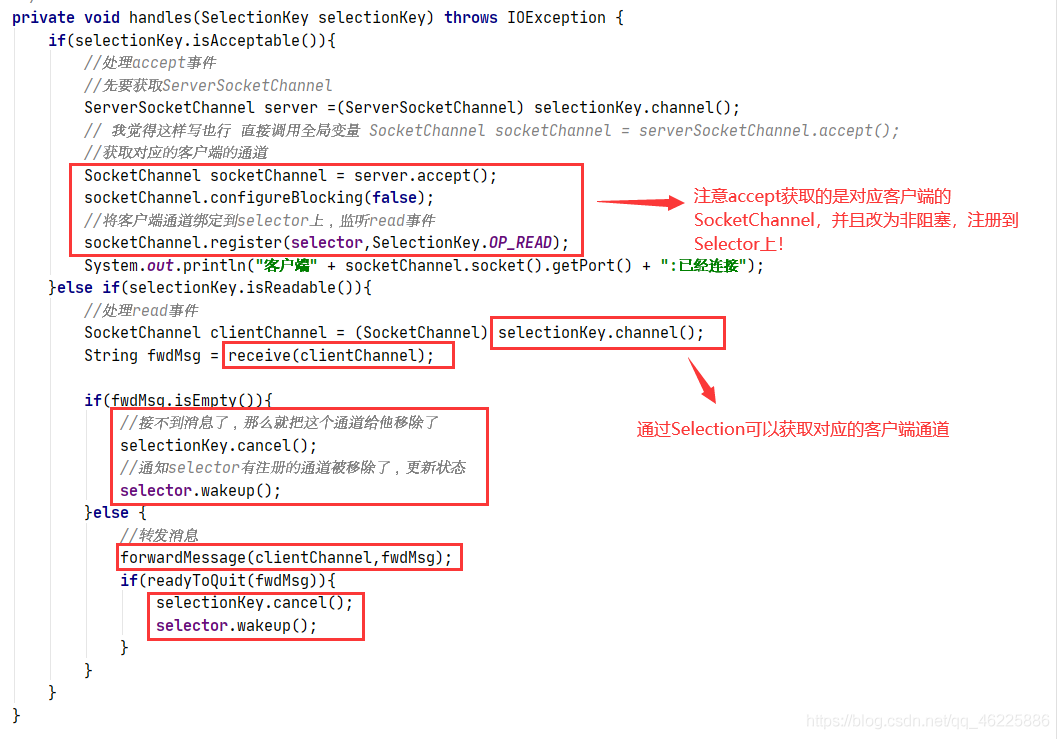 private void handles(SelectionKey selectionKey) throws IOException {
if(selectionKey.isAcceptable()){
//处理accept事件
//先要获取ServerSocketChannel
ServerSocketChannel server =(ServerSocketChannel) selectionKey.channel();
// 我觉得这样写也行 直接调用全局变量 SocketChannel socketChannel = serverSocketChannel.accept();
//获取对应的客户端的通道
SocketChannel socketChannel = server.accept();
socketChannel.configureBlocking(false);
//将客户端通道绑定到selector上，监听read事件
socketChannel.register(selector,SelectionKey.OP_READ);
System.out.println("客户端" + socketChannel.socket().getPort() + ":已经连接");
注意accept获取的是对应客户端的
SocketChannel，并且改为非阻塞，注册到
Selector上！
}else if(selectionKey.isReadable()){
//处理read事件
SocketChannel clientChannel = (SocketChannel) selectionKey.channel();
String fwdMsg = receive(clientChannel);
通过Selection可以获取对应的客户端通道
if(fwdMsg.isEmpty()){
//接不到消息了，那么就把这个通道给他移除了
selectionKey.cancel();
//通知selector有注册的通道被移除了，更新状态
selector.wakeup();
}else {
//转发消息
forwardMessage(clientChannel,fwdMsg);
if(readyToQuit(fwdMsg)){
selectionKey.cancel();
selector.wakeup();
}
}
}
}
https://blog.csdn.net/qq_46225886